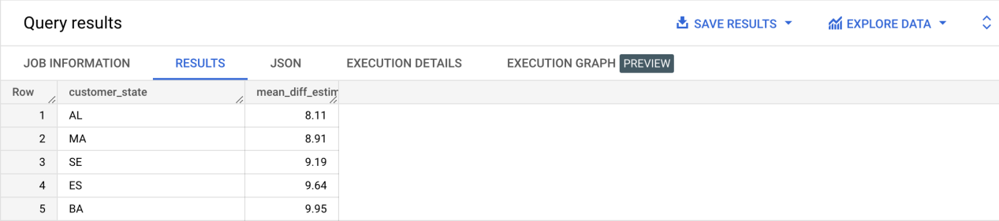 Query results SAVE RESULTS EXPLORE DATA
JOB INFORMATION RESULTS JSON EXECUTION DETAILS EXECUTION GRAPH PREVIEW
Row customer_state mean_diff_estim
1 AL 8.11
2 MA 8.91
3 SE 9.19
4 ES 9.64
5 BA 9.95